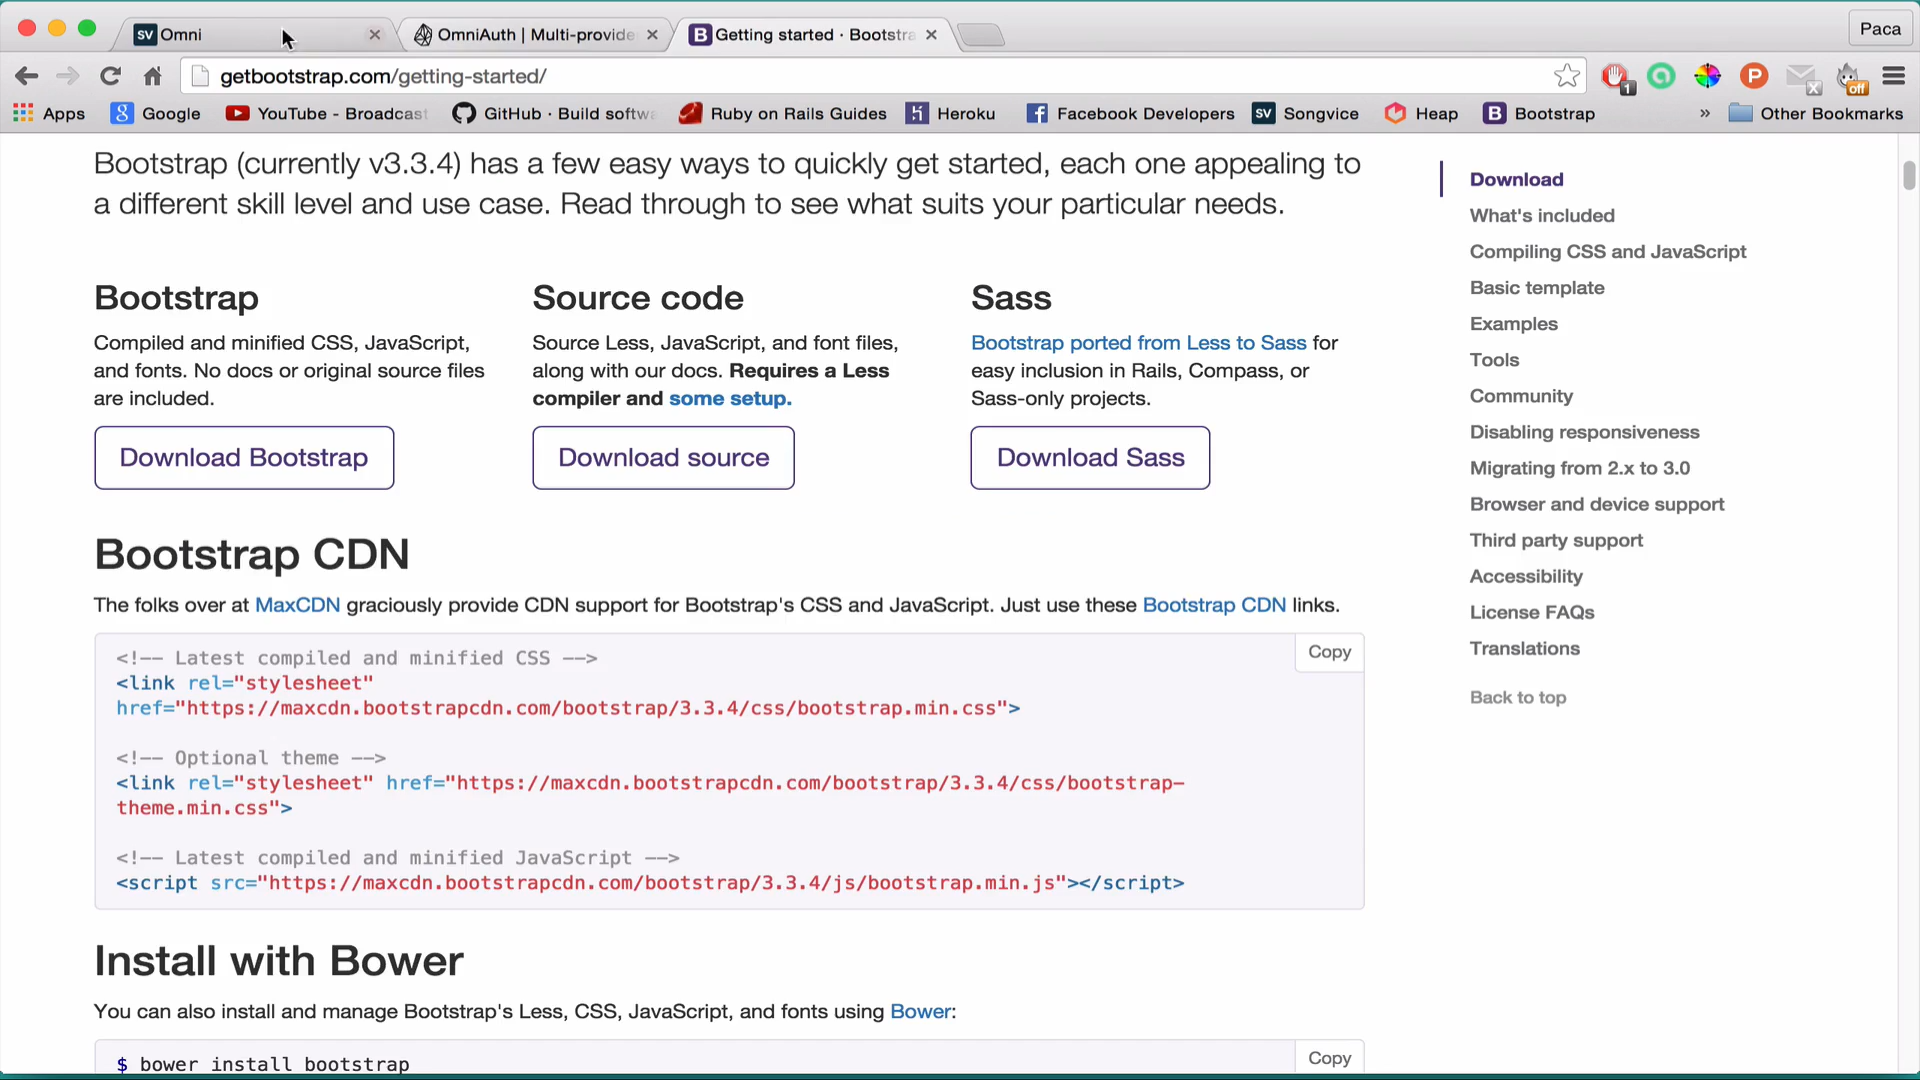 SV Omni
OmniAuth | Multi-provide
B Getting started · Bootstra
Paca
getbootstrap.com/getting-started/
Apps
Google
YouTube - Broadcast
GitHub · Build softw
Ruby on Rails Guides
Heroku
Facebook Developers
SV Songvice
Heap
B Bootstrap
»
Other Bookmarks
1
P
x
off
Bootstrap (currently v3.3.4) has a few easy ways to quickly get started, each one appealing to
a different skill level and use case. Read through to see what suits your particular needs.
Bootstrap
Compiled and minified CSS, JavaScript,
and fonts. No docs or original source files
are included.
Download Bootstrap
Source code
Source Less, JavaScript, and font files,
along with our docs. Requires a Less
compiler and some setup.
Download source
Sass
Bootstrap ported from Less to Sass for
easy inclusion in Rails, Compass, or
Sass-only projects.
Download Sass
Bootstrap CDN
The folks over at MaxCDN graciously provide CDN support for Bootstrap's CSS and JavaScript. Just use these Bootstrap CDN links.
Copy
<!-- Latest compiled and minified CSS -->
<link rel="stylesheet"
href="https://maxcdn.bootstrapcdn.com/bootstrap/3.3.4/css/bootstrap.min.css">
<!-- Optional theme -->
<link rel="stylesheet" href="https://maxcdn.bootstrapcdn.com/bootstrap/3.3.4/css/bootstrap-
theme.min.css">
<!-- Latest compiled and minified JavaScript -->
<script src="https://maxcdn.bootstrapcdn.com/bootstrap/3.3.4/js/bootstrap.min.js"></script>
Install with Bower
You can also install and manage Bootstrap's Less, CSS, JavaScript, and fonts using Bower:
Copy
$ bower install bootstrap
Download
What's included
Compiling CSS and JavaScript
Basic template
Examples
Tools
Community
Disabling responsiveness
Migrating from 2.x to 3.0
Browser and device support
Third party support
Accessibility
License FAQs
Translations
Back to top